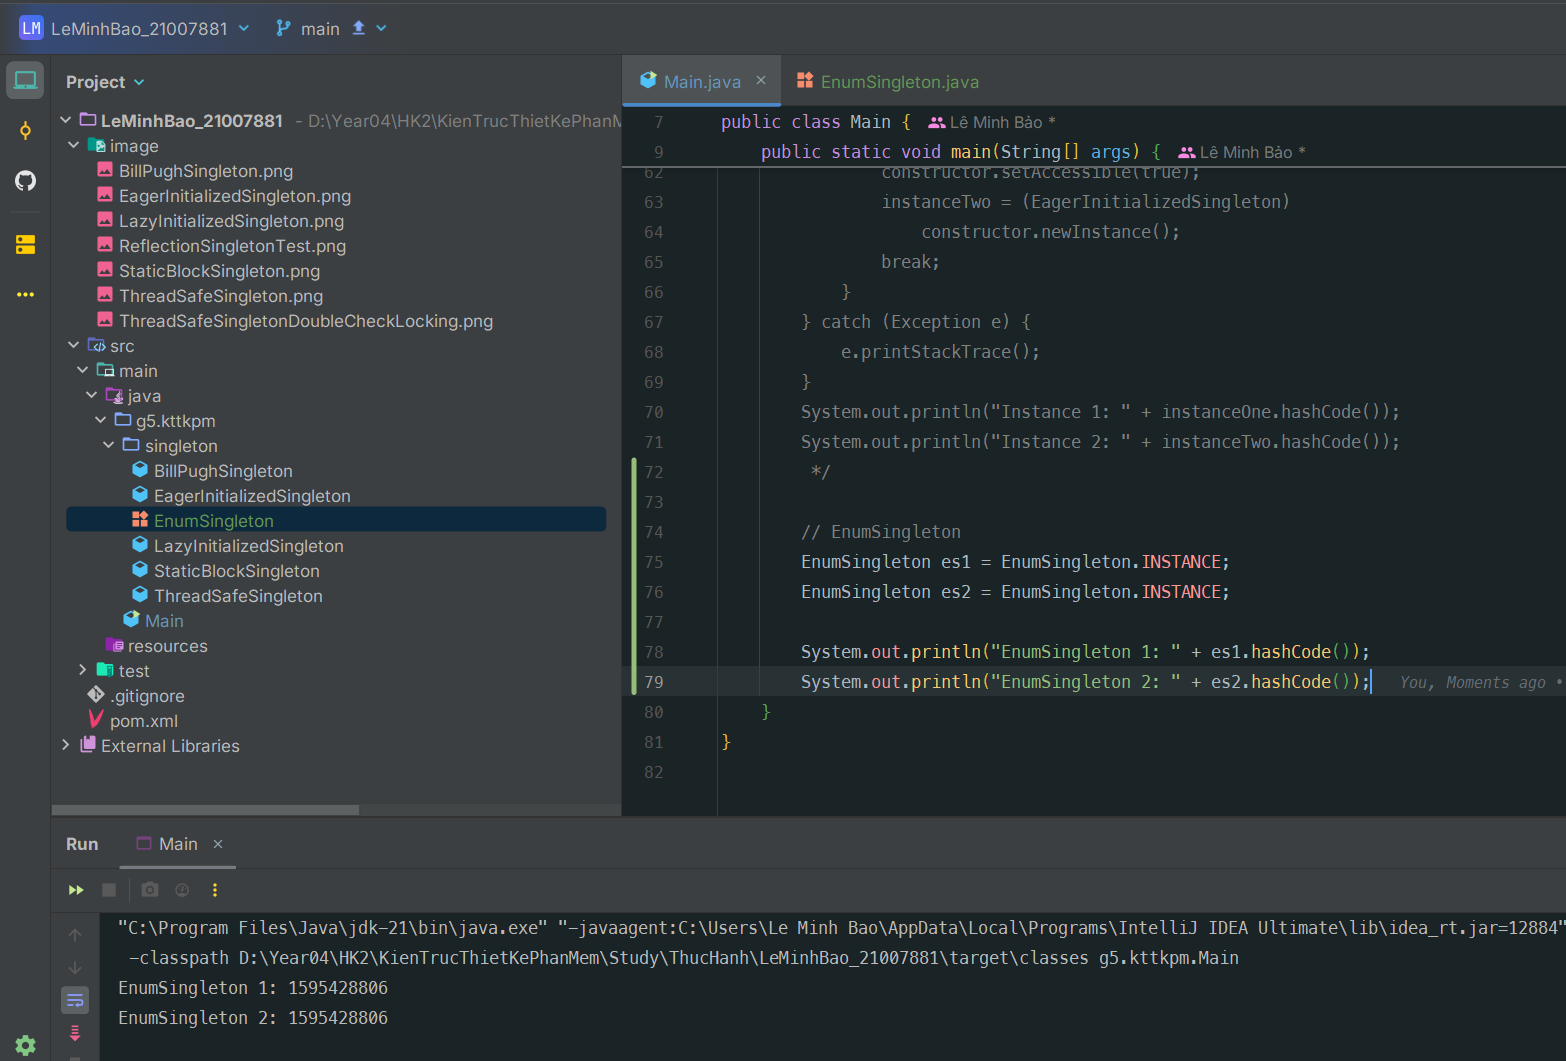 LM LeMinhBao_21007881 main
Project
LeMinhBao_21007881 - D:\Year04\HK2\KienTrucThietKePhanM
image
BillPughSingleton.png
EagerInitializedSingleton.png
LazyInitializedSingleton.png
ReflectionSingletonTest.png
StaticBlockSingleton.png
ThreadSafeSingleton.png
ThreadSafeSingletonDoubleCheckLocking.png
src
main
java
g5.kttkpm
singleton
BillPughSingleton
EagerInitializedSingleton
EnumSingleton
LazyInitializedSingleton
StaticBlockSingleton
ThreadSafeSingleton
Main
resources
test
.gitignore
pom.xml
External Libraries
Main.java × EnumSingleton.java
7 public class Main { Lê Minh Bảo *
9 public static void main(String[] args) { Lê Minh Bảo *
62 constructor.setAccessible(true);
63 instanceTwo = (EagerInitializedSingleton)
64 constructor.newInstance();
65 break;
66 }
67 } catch (Exception e) {
68 e.printStackTrace();
69 }
70 System.out.println("Instance 1: " + instanceOne.hashCode());
71 System.out.println("Instance 2: " + instanceTwo.hashCode());
72 */
73
74 // EnumSingleton
75 EnumSingleton es1 = EnumSingleton.INSTANCE;
76 EnumSingleton es2 = EnumSingleton.INSTANCE;
77
78 System.out.println("EnumSingleton 1: " + es1.hashCode());
79 System.out.println("EnumSingleton 2: " + es2.hashCode()); You, Moments ago •
80 }
81 }
82
Run Main ×
"C:\Program Files\Java\jdk-21\bin\java.exe" "-javaagent:C:\Users\Le Minh Bao\AppData\Local\Programs\IntelliJ IDEA Ultimate\lib\idea_rt.jar=12884"
-classpath D:\Year04\HK2\KienTrucThietKePhanMem\Study\ThucHanh\LeMinhBao_21007881\target\classes g5.kttkpm.Main
EnumSingleton 1: 1595428806
EnumSingleton 2: 1595428806